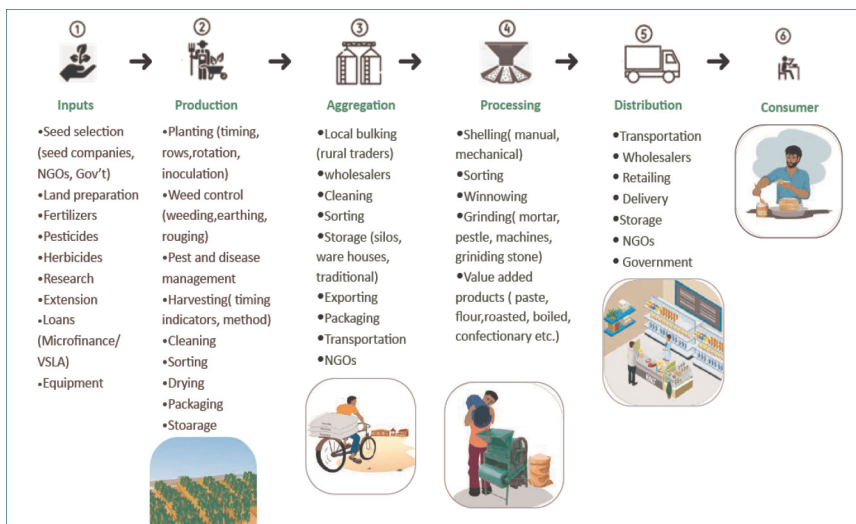 1
Inputs
•Seed selection
(seed companies,
NGOs, Gov't)
•Land preparation
•Fertilizers
•Pesticides
•Herbicides
•Research
•Extension
•Loans
(Microfinance/
VSLA)
•Equipment
2
Production
•Planting (timing,
rows,rotation,
inoculation)
•Weed control
(weeding,earthing,
rouging)
•Pest and disease
management
•Harvesting( timing
indicators, method)
•Cleaning
•Sorting
•Drying
•Packaging
•Stoarage
3
Aggregation
•Local bulking
(rural traders)
•wholesalers
•Cleaning
•Sorting
•Storage (silos,
ware houses,
traditional)
•Exporting
•Packaging
•Transportation
•NGOs
4
Processing
•Shelling( manual,
mechanical)
•Sorting
•Winnowing
•Grinding( mortar,
pestle, machines,
griniding stone)
•Value added
products ( paste,
flour,roasted, boiled,
confectionary etc.)
5
Distribution
•Transportation
• Wholesalers
• Retailing
• Delivery
•Storage
• NGOs
• Government
6
Consumer